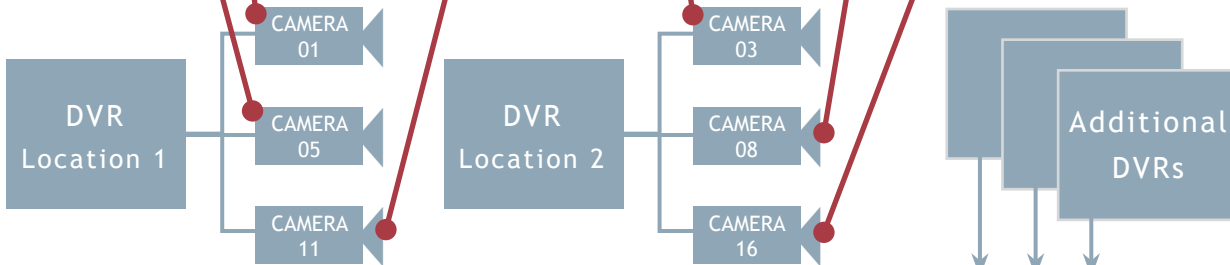 DVR
Location 1
CAMERA
01
CAMERA
05
CAMERA
11
DVR
Location 2
CAMERA
03
CAMERA
08
CAMERA
16
Additional
DVRs